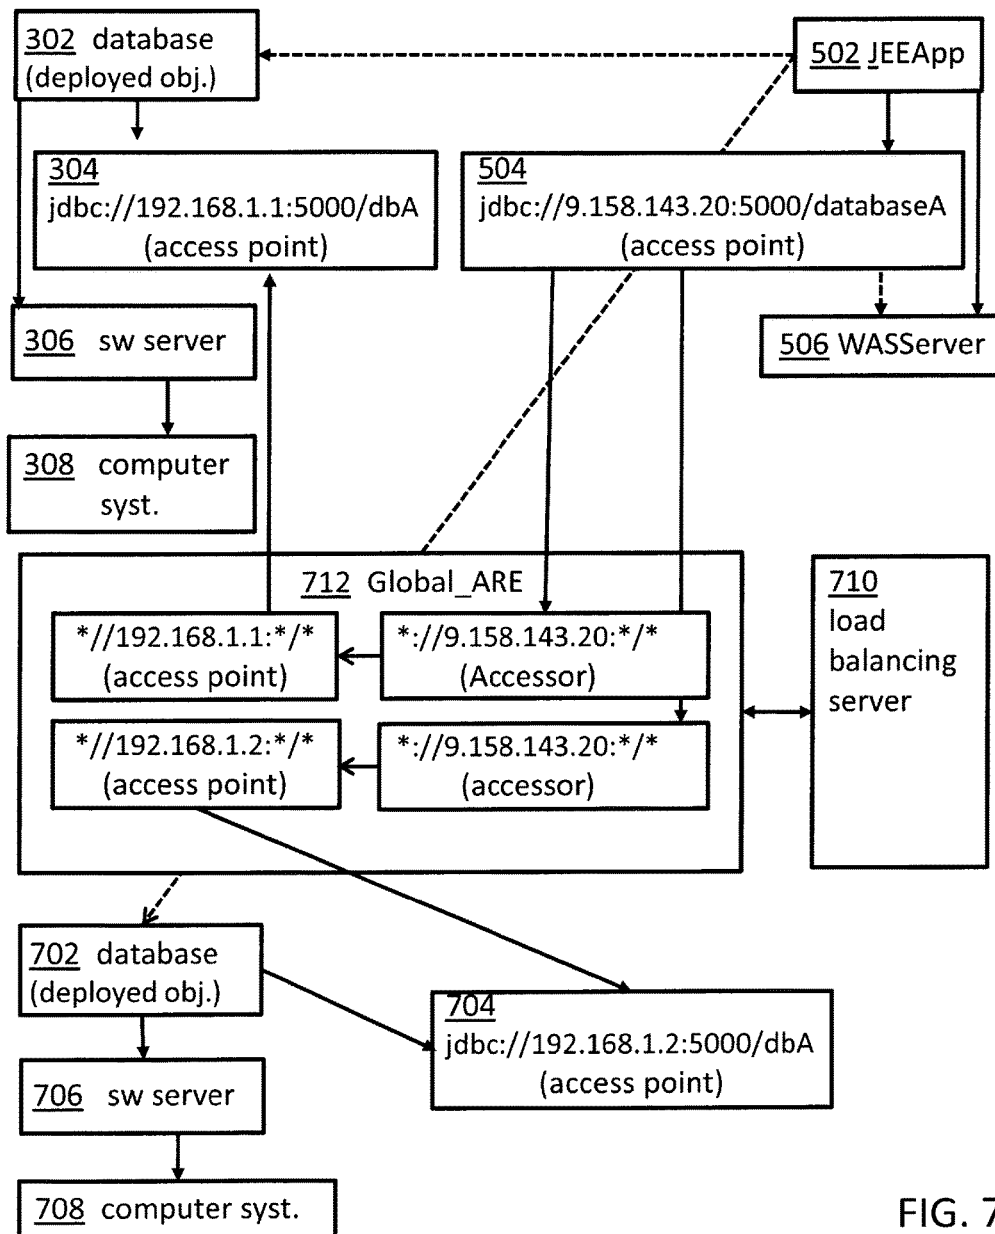 302 database
(deployed obj.)
502 JEEApp
304
jdbc://192.168.1.1:5000/dbA
(access point)
504
jdbc://9.158.143.20:5000/databaseA
(access point)
306 sw server
506 WASServer
308 computer
syst.
712 Global_ARE
*//192.168.1.1:*/*
(access point)
*://9.158.143.20:*/*
(Accessor)
*//192.168.1.2:*/*
(access point)
*://9.158.143.20:*/*
(accessor)
710
load
balancing
server
702 database
(deployed obj.)
704
jdbc://192.168.1.2:5000/dbA
(access point)
706 sw server
708 computer syst.
FIG. 7